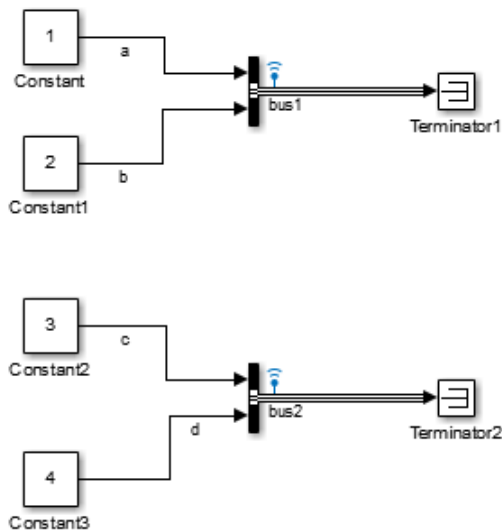 1
a
Constant
bus1
Terminator1
2
b
Constant1
3
c
Constant2
bus2
Terminator2
d
4
Constant3